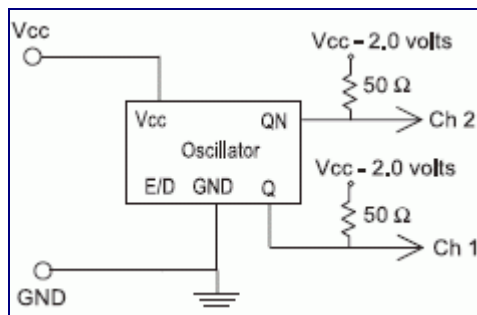 Vcc
Vcc - 2.0 volts
50 Ω
Vcc QN
Ch 2
Oscillator
Vcc - 2.0 volts
E/D GND Q
50 Ω
Ch 1
GND